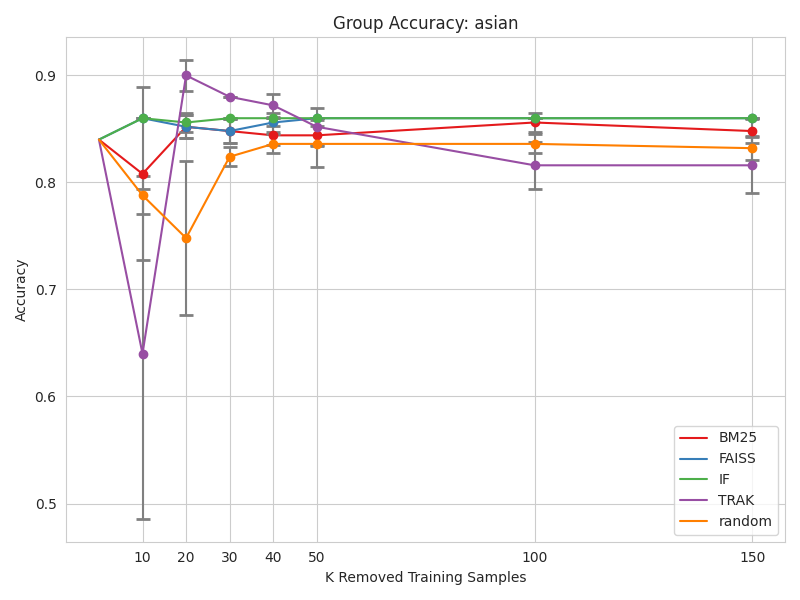 Group Accuracy: asian
0.9
0.8
0.7
0.6
0.5
Accuracy
10 20 30 40 50 100 150
K Removed Training Samples
BM25
FAISS
IF
TRAK
random